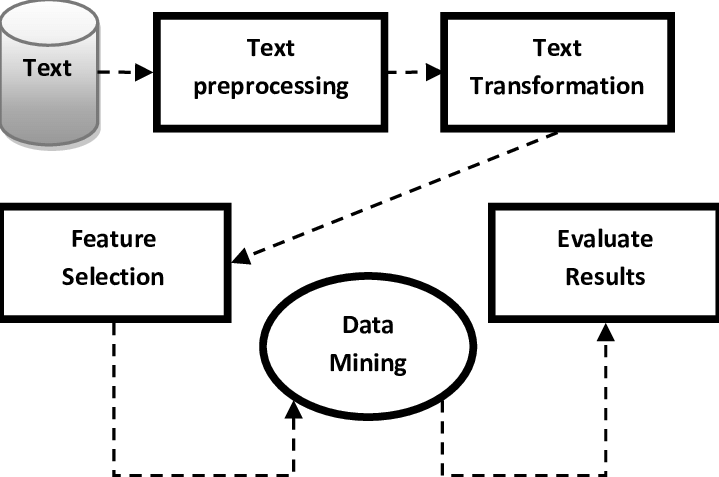 Text
Text
preprocessing
Text
Transformation
Feature
Selection
Data
Mining
Evaluate
Results